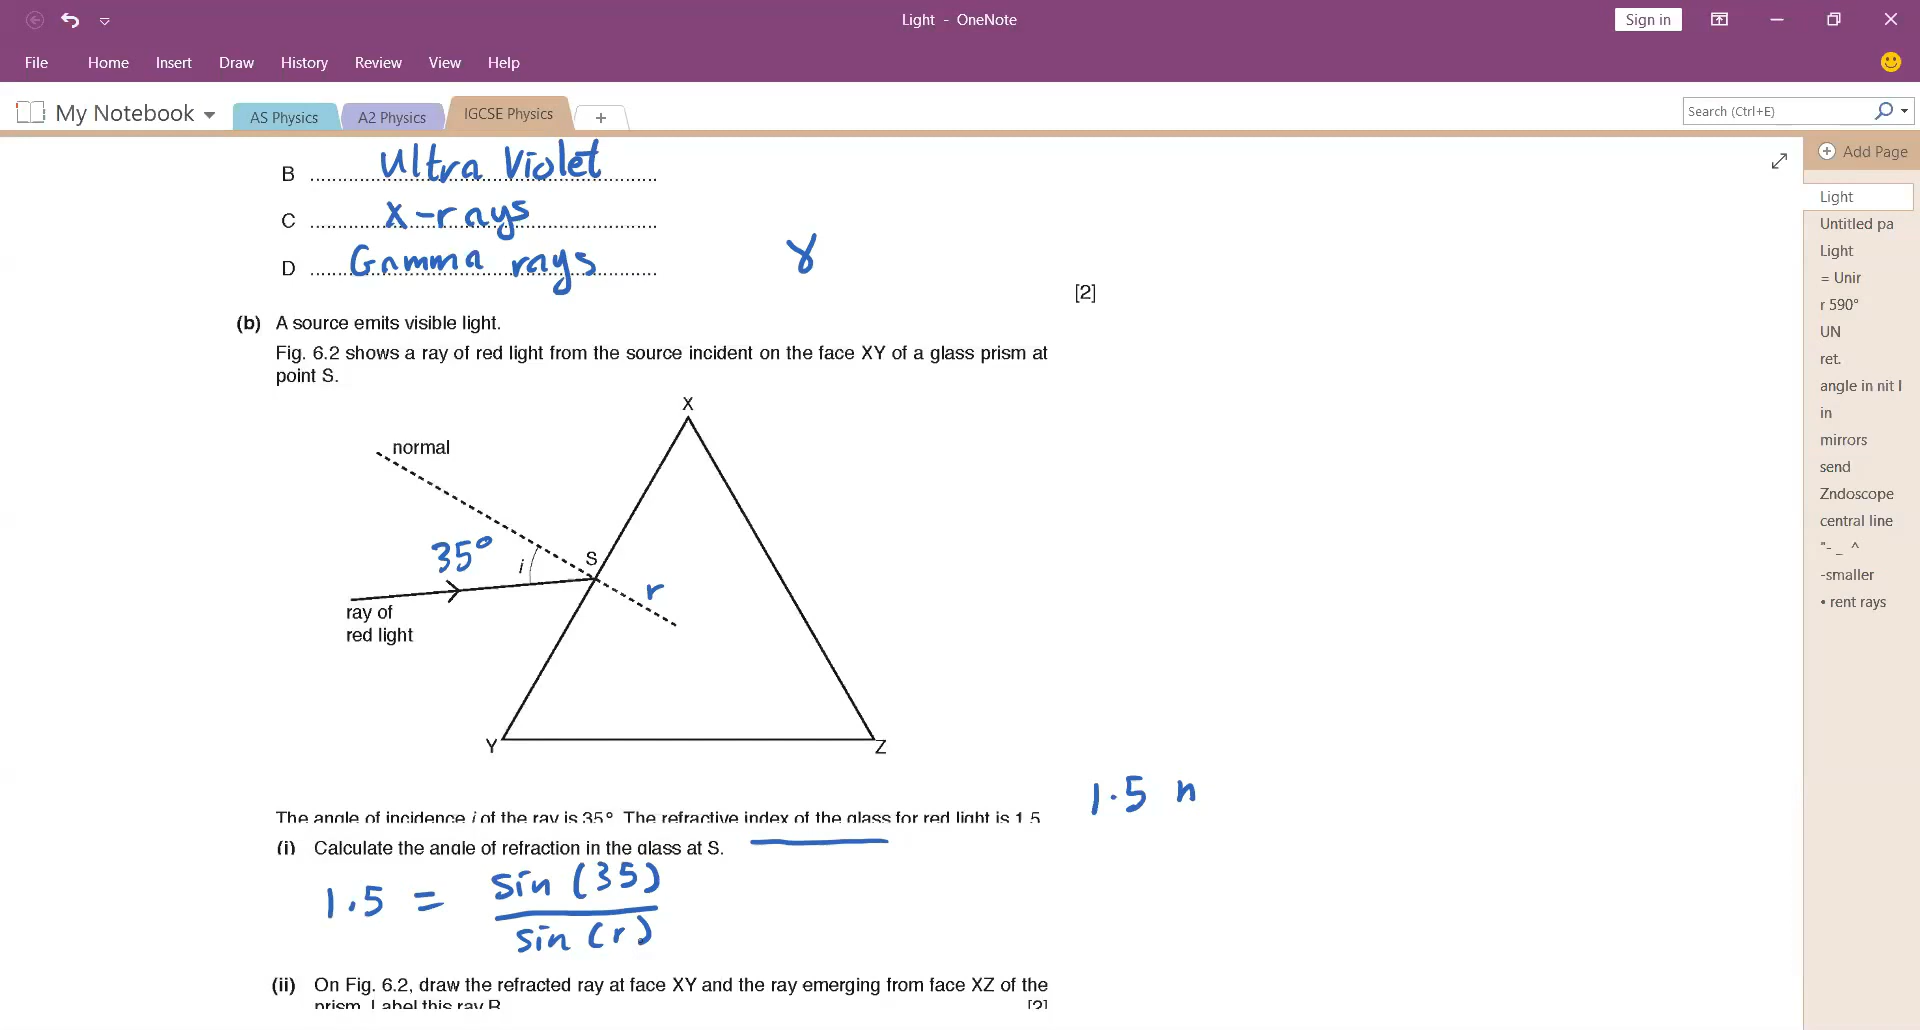 Light - OneNote
Sign in
File Home Insert Draw History Review View Help
My Notebook
AS Physics
A2 Physics
IGCSE Physics
+
Search (Ctrl+E)
Add Page
Light
Untitled pa
Light
= Unir
r 590°
UN
ret.
angle in nit I
in
mirrors
send
Zndoscope
central line
"- _ ^
-smaller
• rent rays
B Ultra Violet
C X-rays
D Gamma rays
γ
[2]
(b) A source emits visible light.
Fig. 6.2 shows a ray of red light from the source incident on the face XY of a glass prism at
point S.
X
normal
35°
i
S
r
ray of
red light
Y
Z
1.5 n
The angle of incidence i of the ray is 35°. The refractive index of the glass for red light is 1.5
(i) Calculate the angle of refraction in the glass at S.
1.5 = sin (35)
sin (r)
(ii) On Fig. 6.2, draw the refracted ray at face XY and the ray emerging from face XZ of the
prism. Label this ray R
[2]